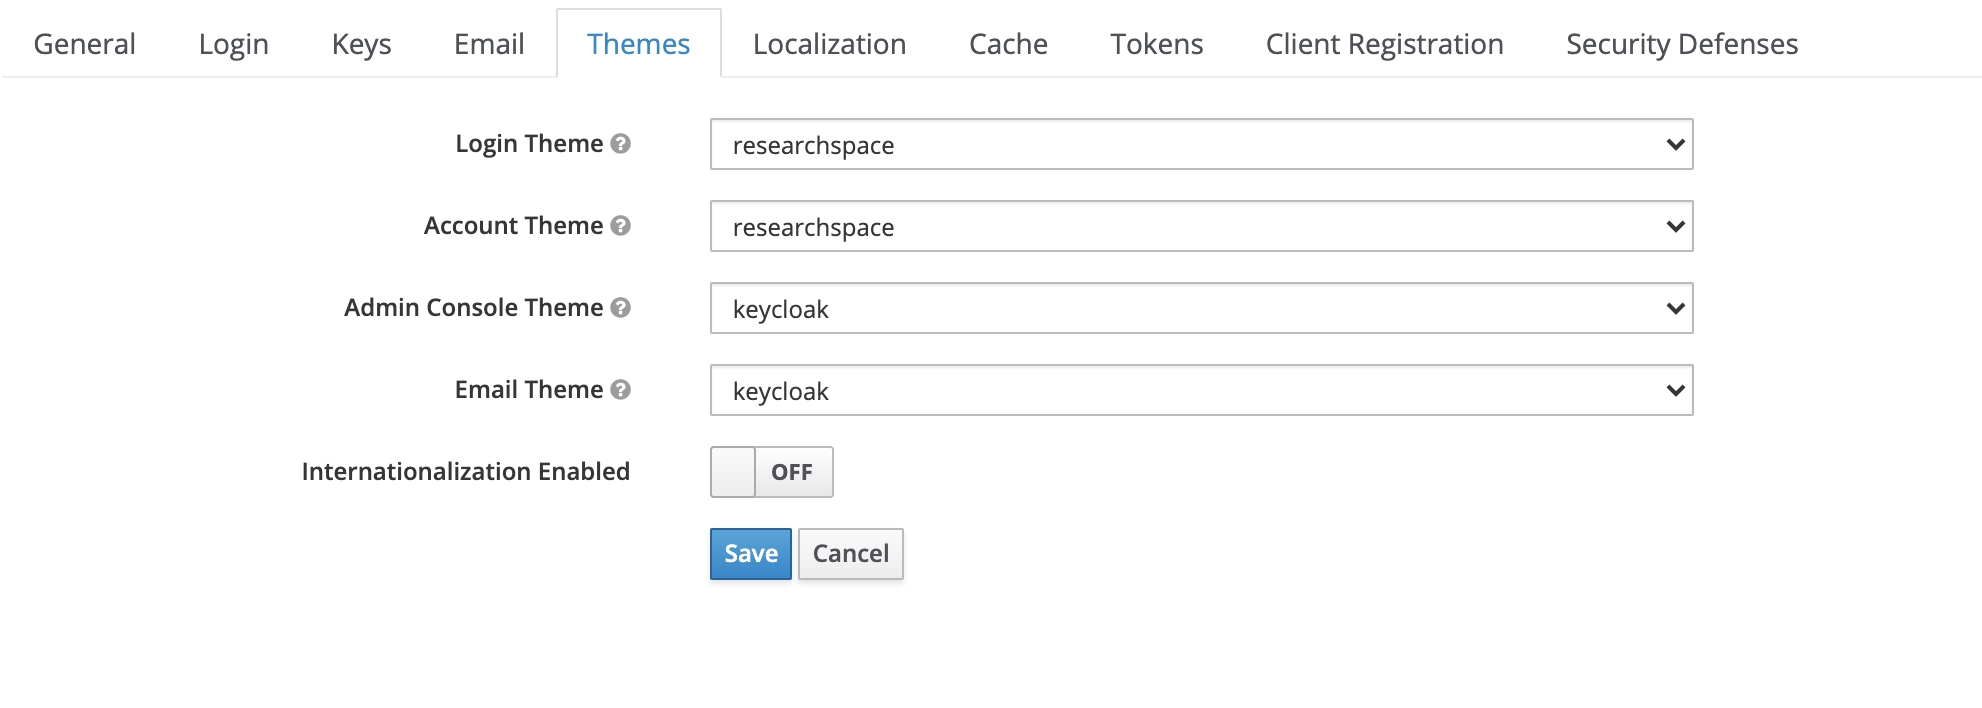 General Login Keys Email Themes Localization Cache Tokens Client Registration Security Defenses
Login Theme researchspace
Account Theme researchspace
Admin Console Theme keycloak
Email Theme keycloak
Internationalization Enabled OFF
Save Cancel